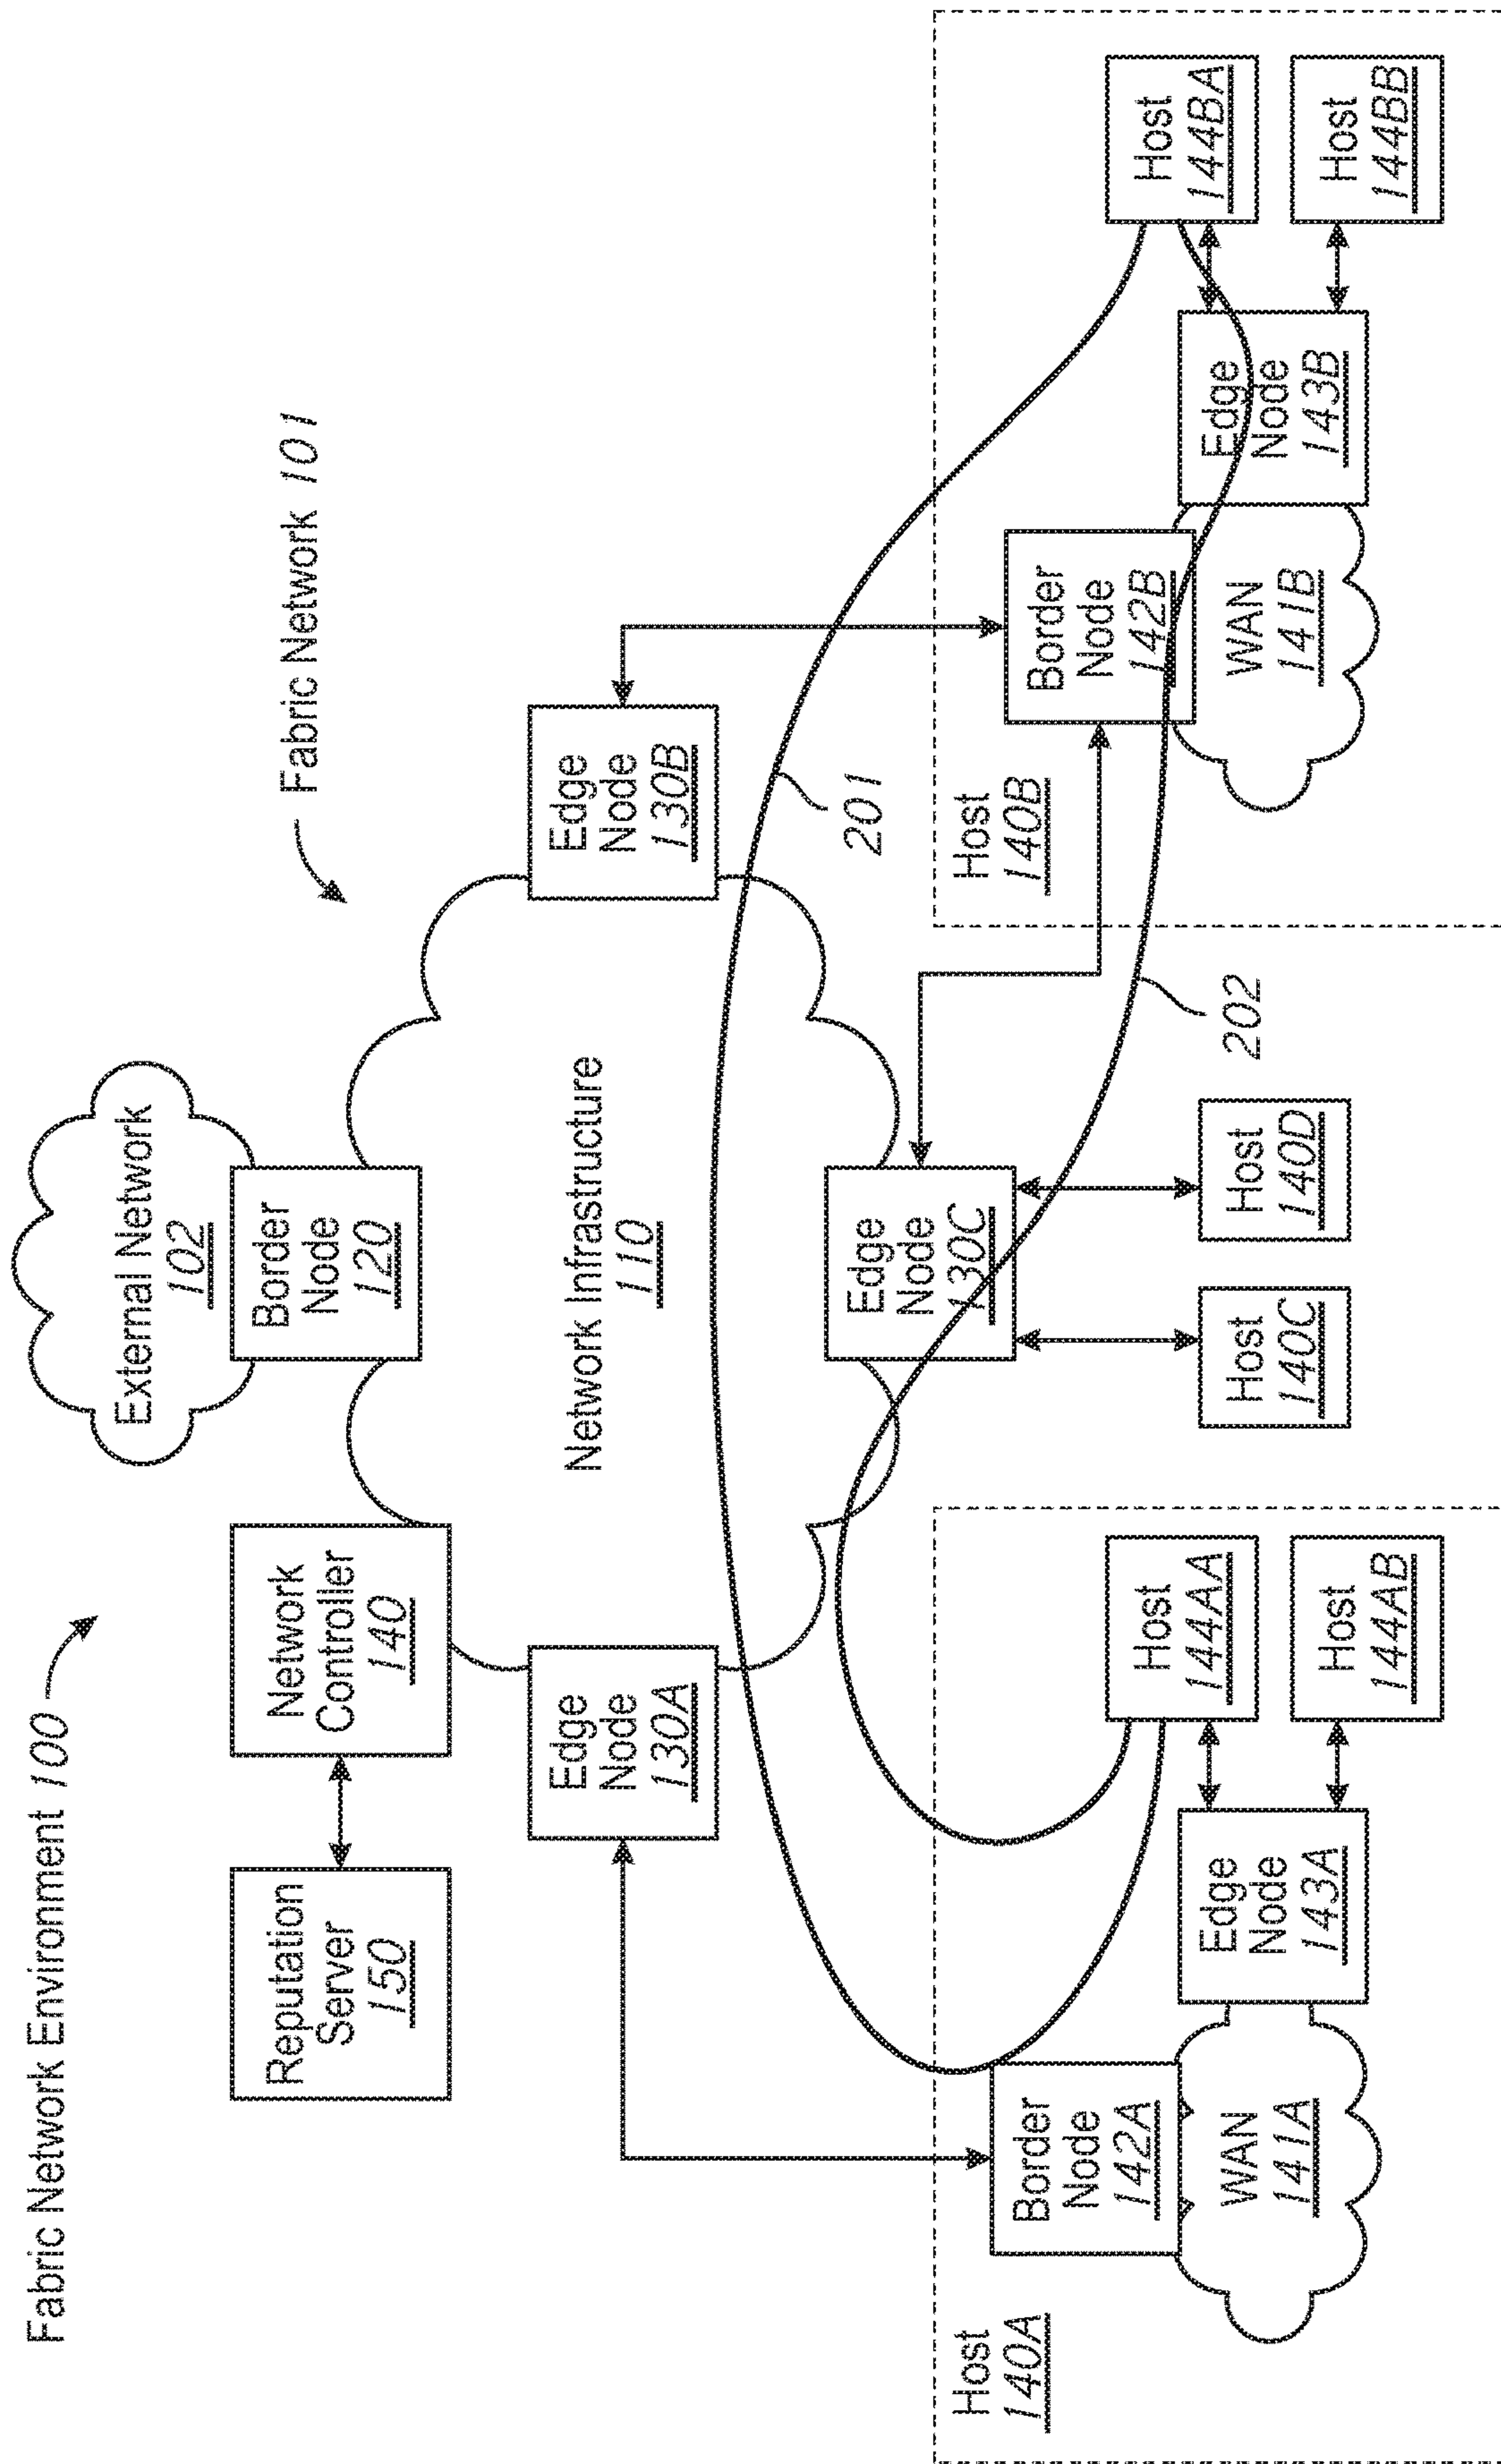 Fabric Network Environment 100
External Network
102
Fabric Network 101
Reputation
Server
150
Network
Controller
140
Border
Node
120
Edge
Node
130A
Network Infrastructure
110
Edge
Node
130B
201
Edge
Node
130C
Host
140A
Border
Node
142A
WAN
141A
Edge
Node
143A
Host
144AA
Host
144AB
Host
140C
Host
140D
202
Host
140B
Border
Node
142B
WAN
141B
Edge
Node
143B
Host
144BA
Host
144BB